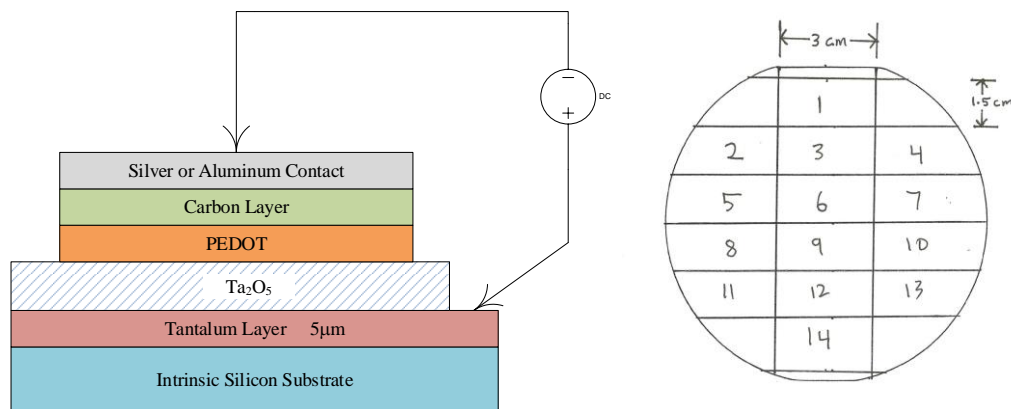 −
DC
+
Silver or Aluminum Contact
Carbon Layer
PEDOT
Ta₂O₅
Tantalum Layer 5μm
Intrinsic Silicon Substrate
3 cm
1.5 cm
1
2 3 4
5 6 7
8 9 10
11 12 13
14